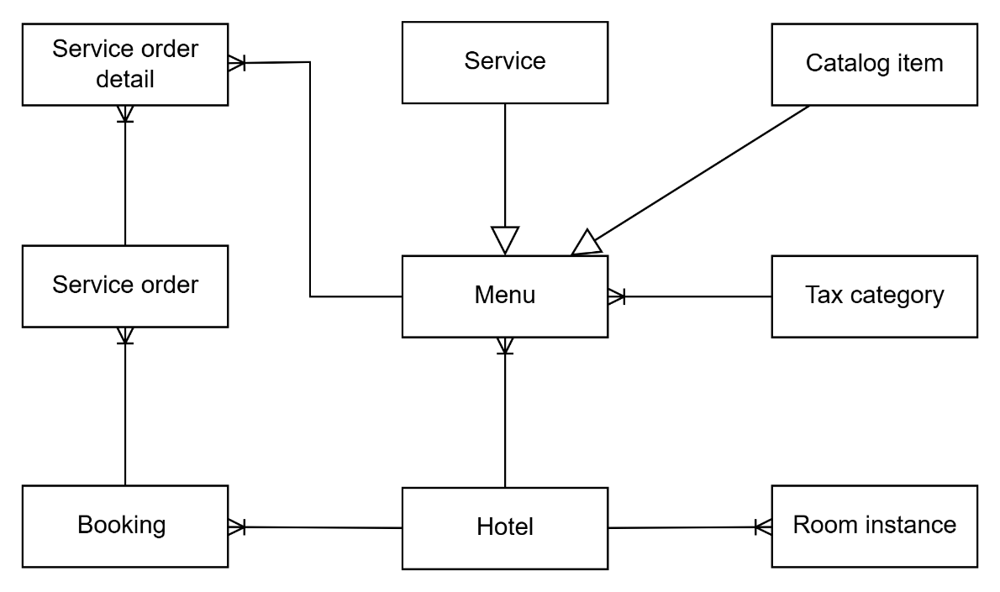 Service order
detail
Service
Catalog item
Service order
Menu
Tax category
Booking
Hotel
Room instance